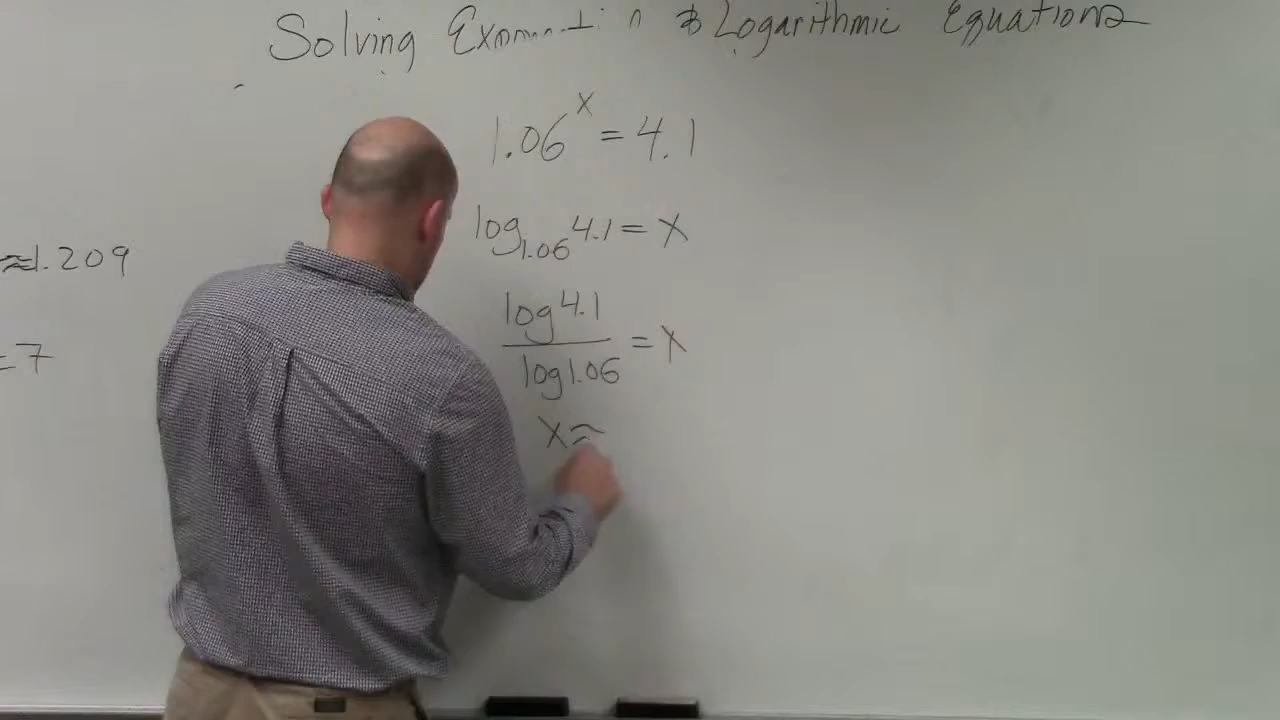 Solving & Logarithmic Equations
1.06^x = 4.1
log_1.06 4.1 = x
≈1.209
log 4.1
/ log 1.06 = x
= 7
x ≈